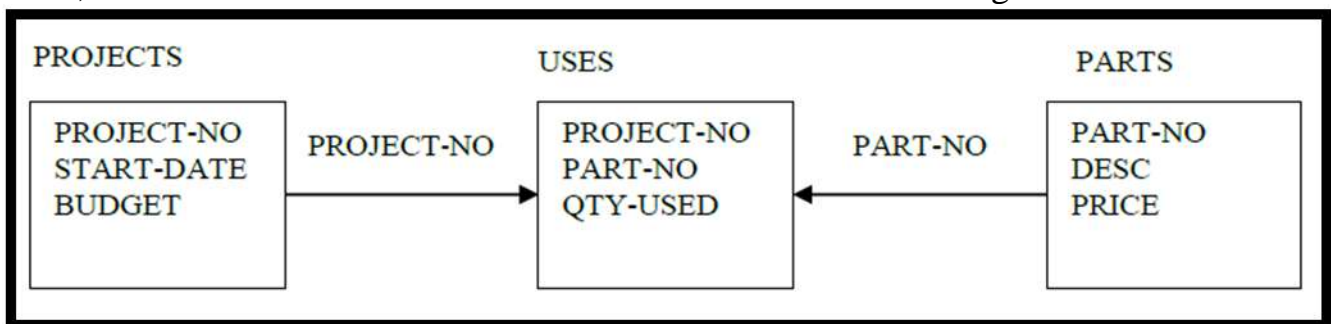 PROJECTS
USES
PARTS
PROJECT-NO
START-DATE
BUDGET
PROJECT-NO
PROJECT-NO
PART-NO
QTY-USED
PART-NO
PART-NO
DESC
PRICE